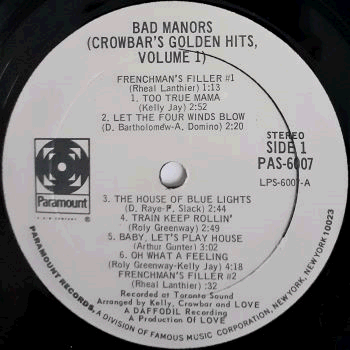 BAD MANORS
(CROWBAR'S GOLDEN HITS,
VOLUME 1)
FRENCHMAN'S FILLER #1
(Rheal Lanthier) 1:13
1. TOO TRUE MAMA
(Kelly Jay) 2:52
2. LET THE FOUR WINDS BLOW
(D. Bartholomew-A. Domino) 2:20
STEREO
SIDE 1
PAS-6007
LPS-6007-A
Paramount
A G+W COMPANY
3. THE HOUSE OF BLUE LIGHTS
(D. Raye-F. Slack) 2:44
4. TRAIN KEEP ROLLIN'
(Roly Greenway) 2:49
5. BABY, LET'S PLAY HOUSE
(Arthur Gunter) 3:01
6. OH WHAT A FEELING
(Roly Greenway-Kelly Jay) 4:18
FRENCHMAN'S FILLER #2
(Rheal Lanthier) :32
Recorded at Toronto Sound
Arranged by Kelly, Crowbar and LOVE
A DAFFODIL Recording
A Production Of LOVE
PARAMOUNT RECORDS, A DIVISION OF FAMOUS MUSIC CORPORATION, NEW YORK, NEW YORK 10023